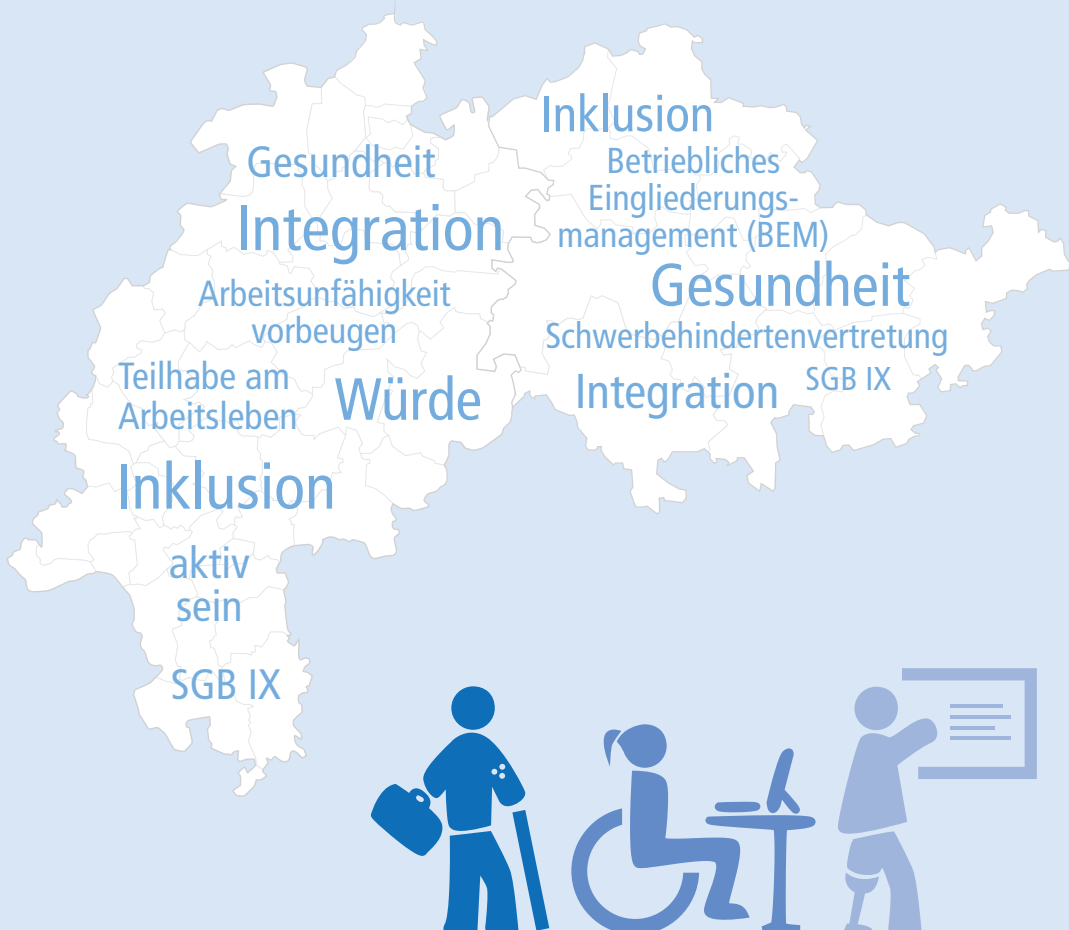 Gesundheit
Integration
Arbeitsunfähigkeit
vorbeugen
Teilhabe am
Arbeitsleben
Würde
Inklusion
aktiv
sein
SGB IX
Inklusion
Betriebliches
Eingliederungs-
management (BEM)
Gesundheit
Schwerbehindertenvertretung
Integration
SGB IX